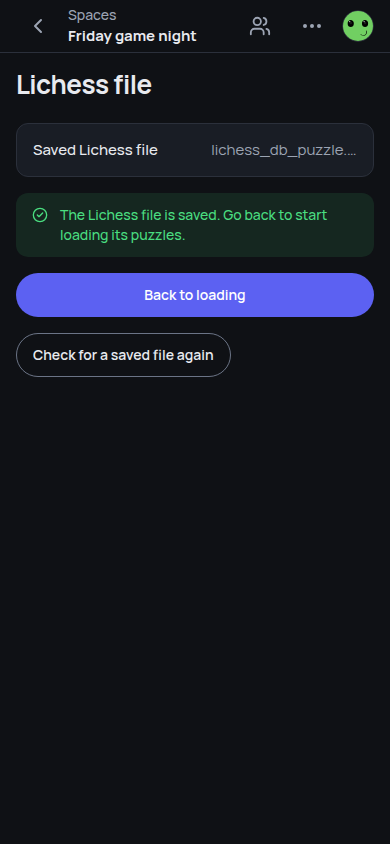 Spaces
Friday game night
Lichess file
Saved Lichess file
lichess_db_puzzle....
The Lichess file is saved. Go back to start
loading its puzzles.
Back to loading
Check for a saved file again